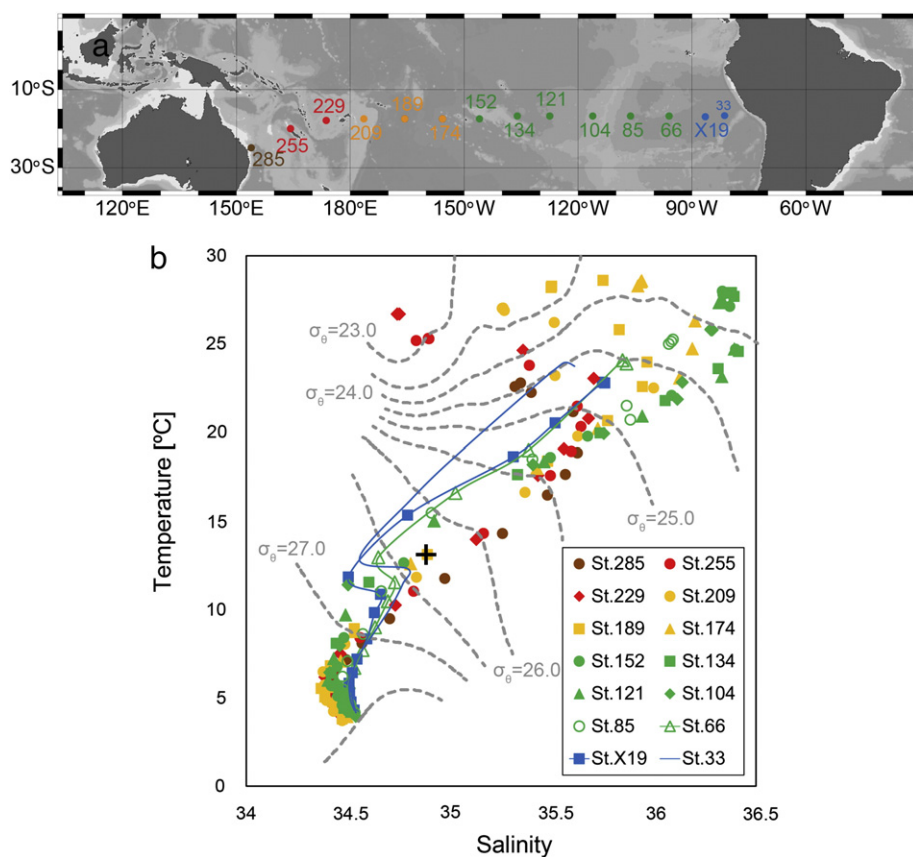 a
10°S
30°S
285
255
229
209
189
174
152
134
121
104
85
66
X19
33
120°E
150°E
180°E
150°W
120°W
90°W
60°W
b
30
25
20
15
10
5
0
Temperature [ºC]
34
34.5
35
35.5
36
36.5
Salinity
σθ=23.0
σθ=24.0
σθ=25.0
σθ=26.0
σθ=27.0
St.285 St.255
St.229 St.209
St.189 St.174
St.152 St.134
St.121 St.104
St.85 St.66
St.X19 St.33